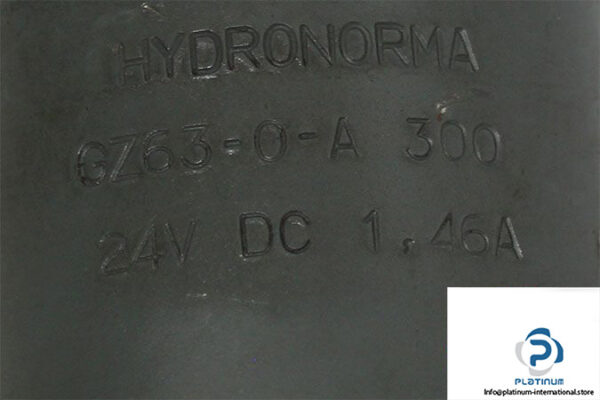 HYDRONORMA
GZ63-0-A 300
24V DC 1,46A
PLATINUM
Info@platinum-international.store